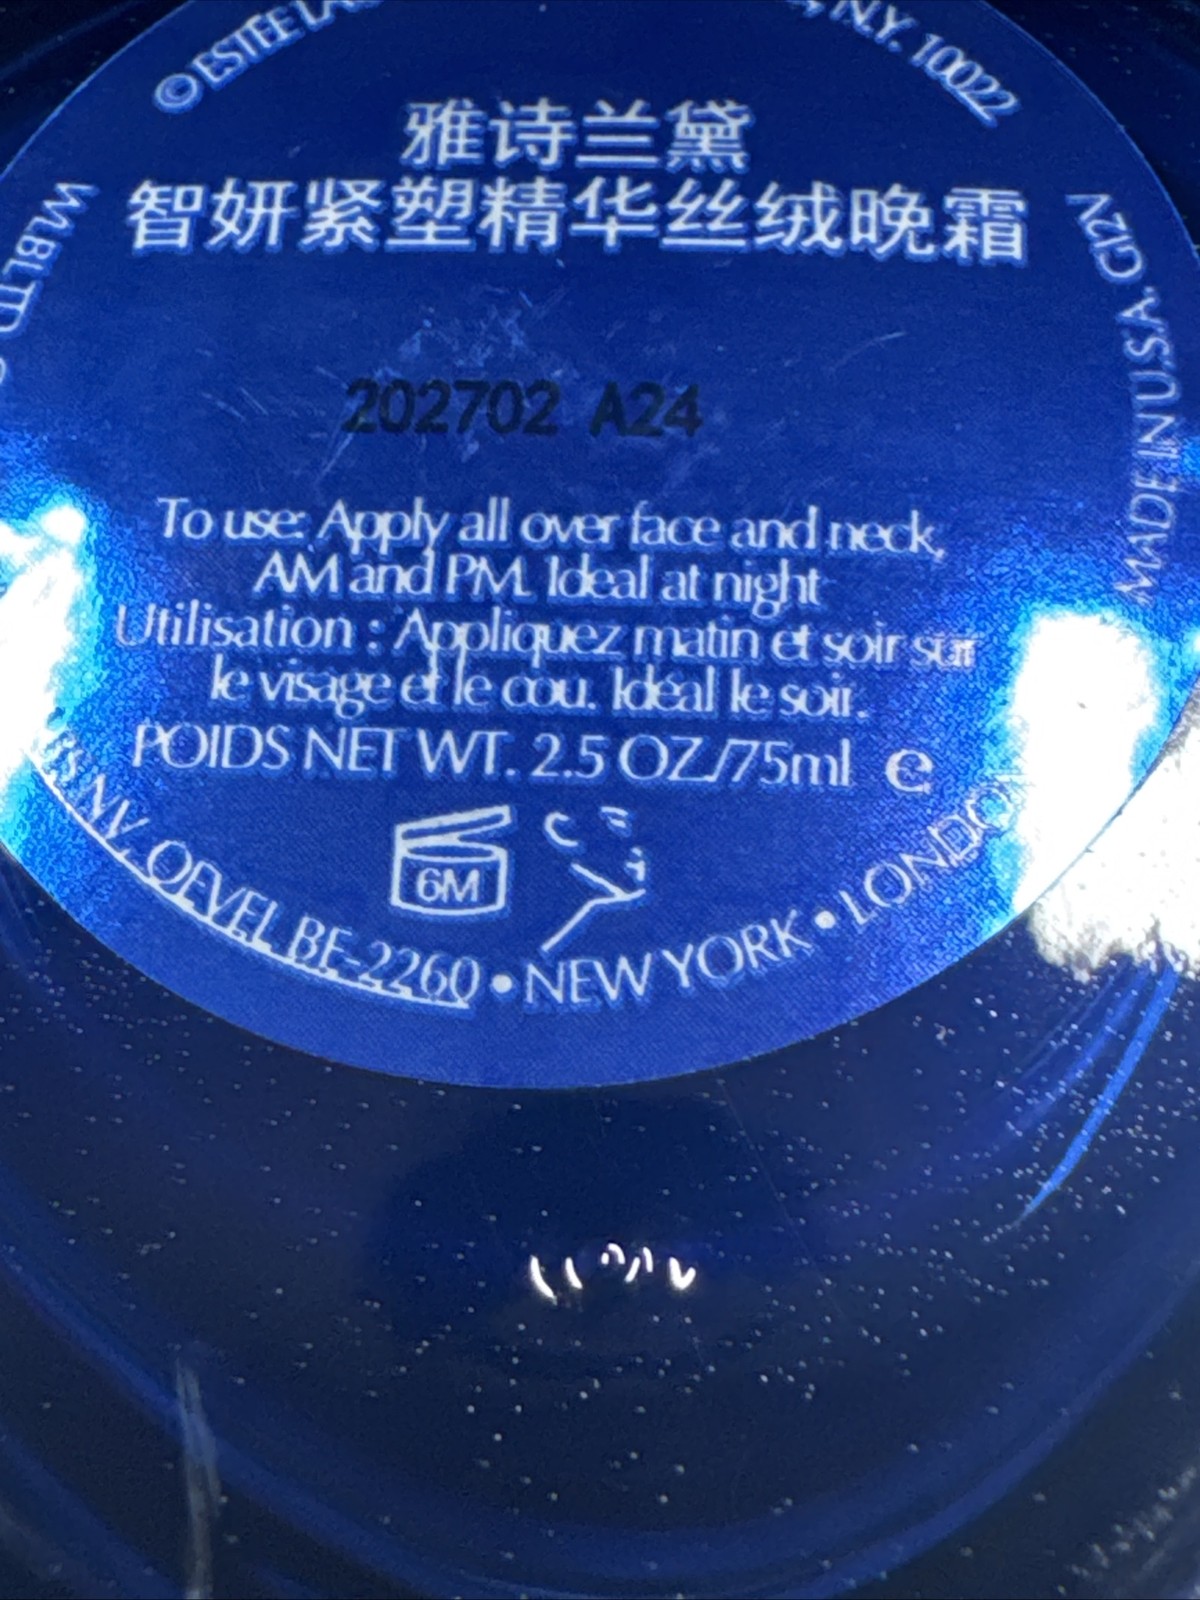 ©ESTEE
N.Y. 10022
雅诗兰黛
智妍紧塑精华丝绒晚霜
202702 A24
To use: Apply all over face and neck,
AM and PM. Ideal at night
Utilisation : Appliquez matin et soir sur
le visage et le cou. Idéal le soir.
POIDS NET WT. 2.5 OZ./75ml e
6M
MADE IN U.S.A. G12V
NV. OEVEL BE-2260 • NEW YORK • LONDON